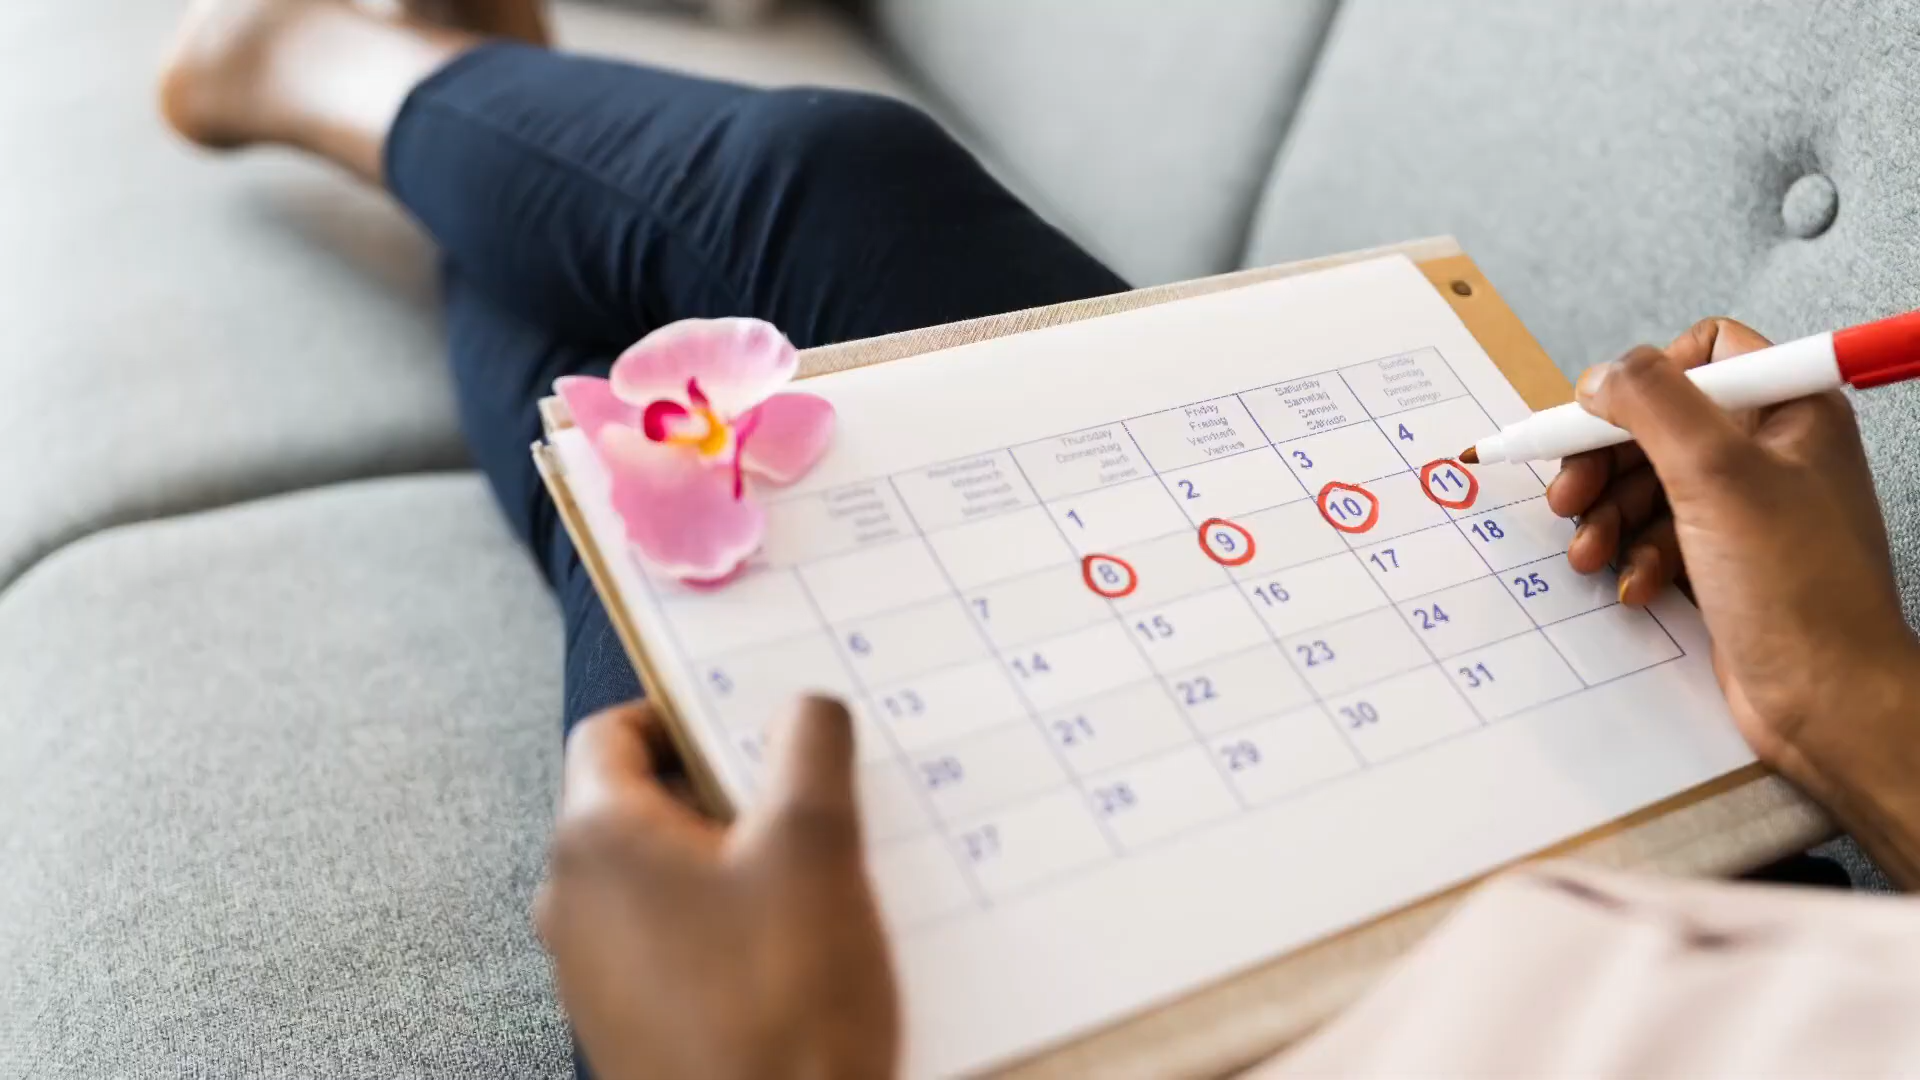 Thursday
Donnerstag
Jeudi
Jueves
Friday
Freitag
Vendredi
Viernes
Saturday
Samstag
Samedi
Sábado
Sunday
Sonntag
Dimanche
Domingo
1 2 3 4
5 6 7 8 9 10 11
13 14 15 16 17 18
20 21 22 23 24 25
27 28 29 30 31